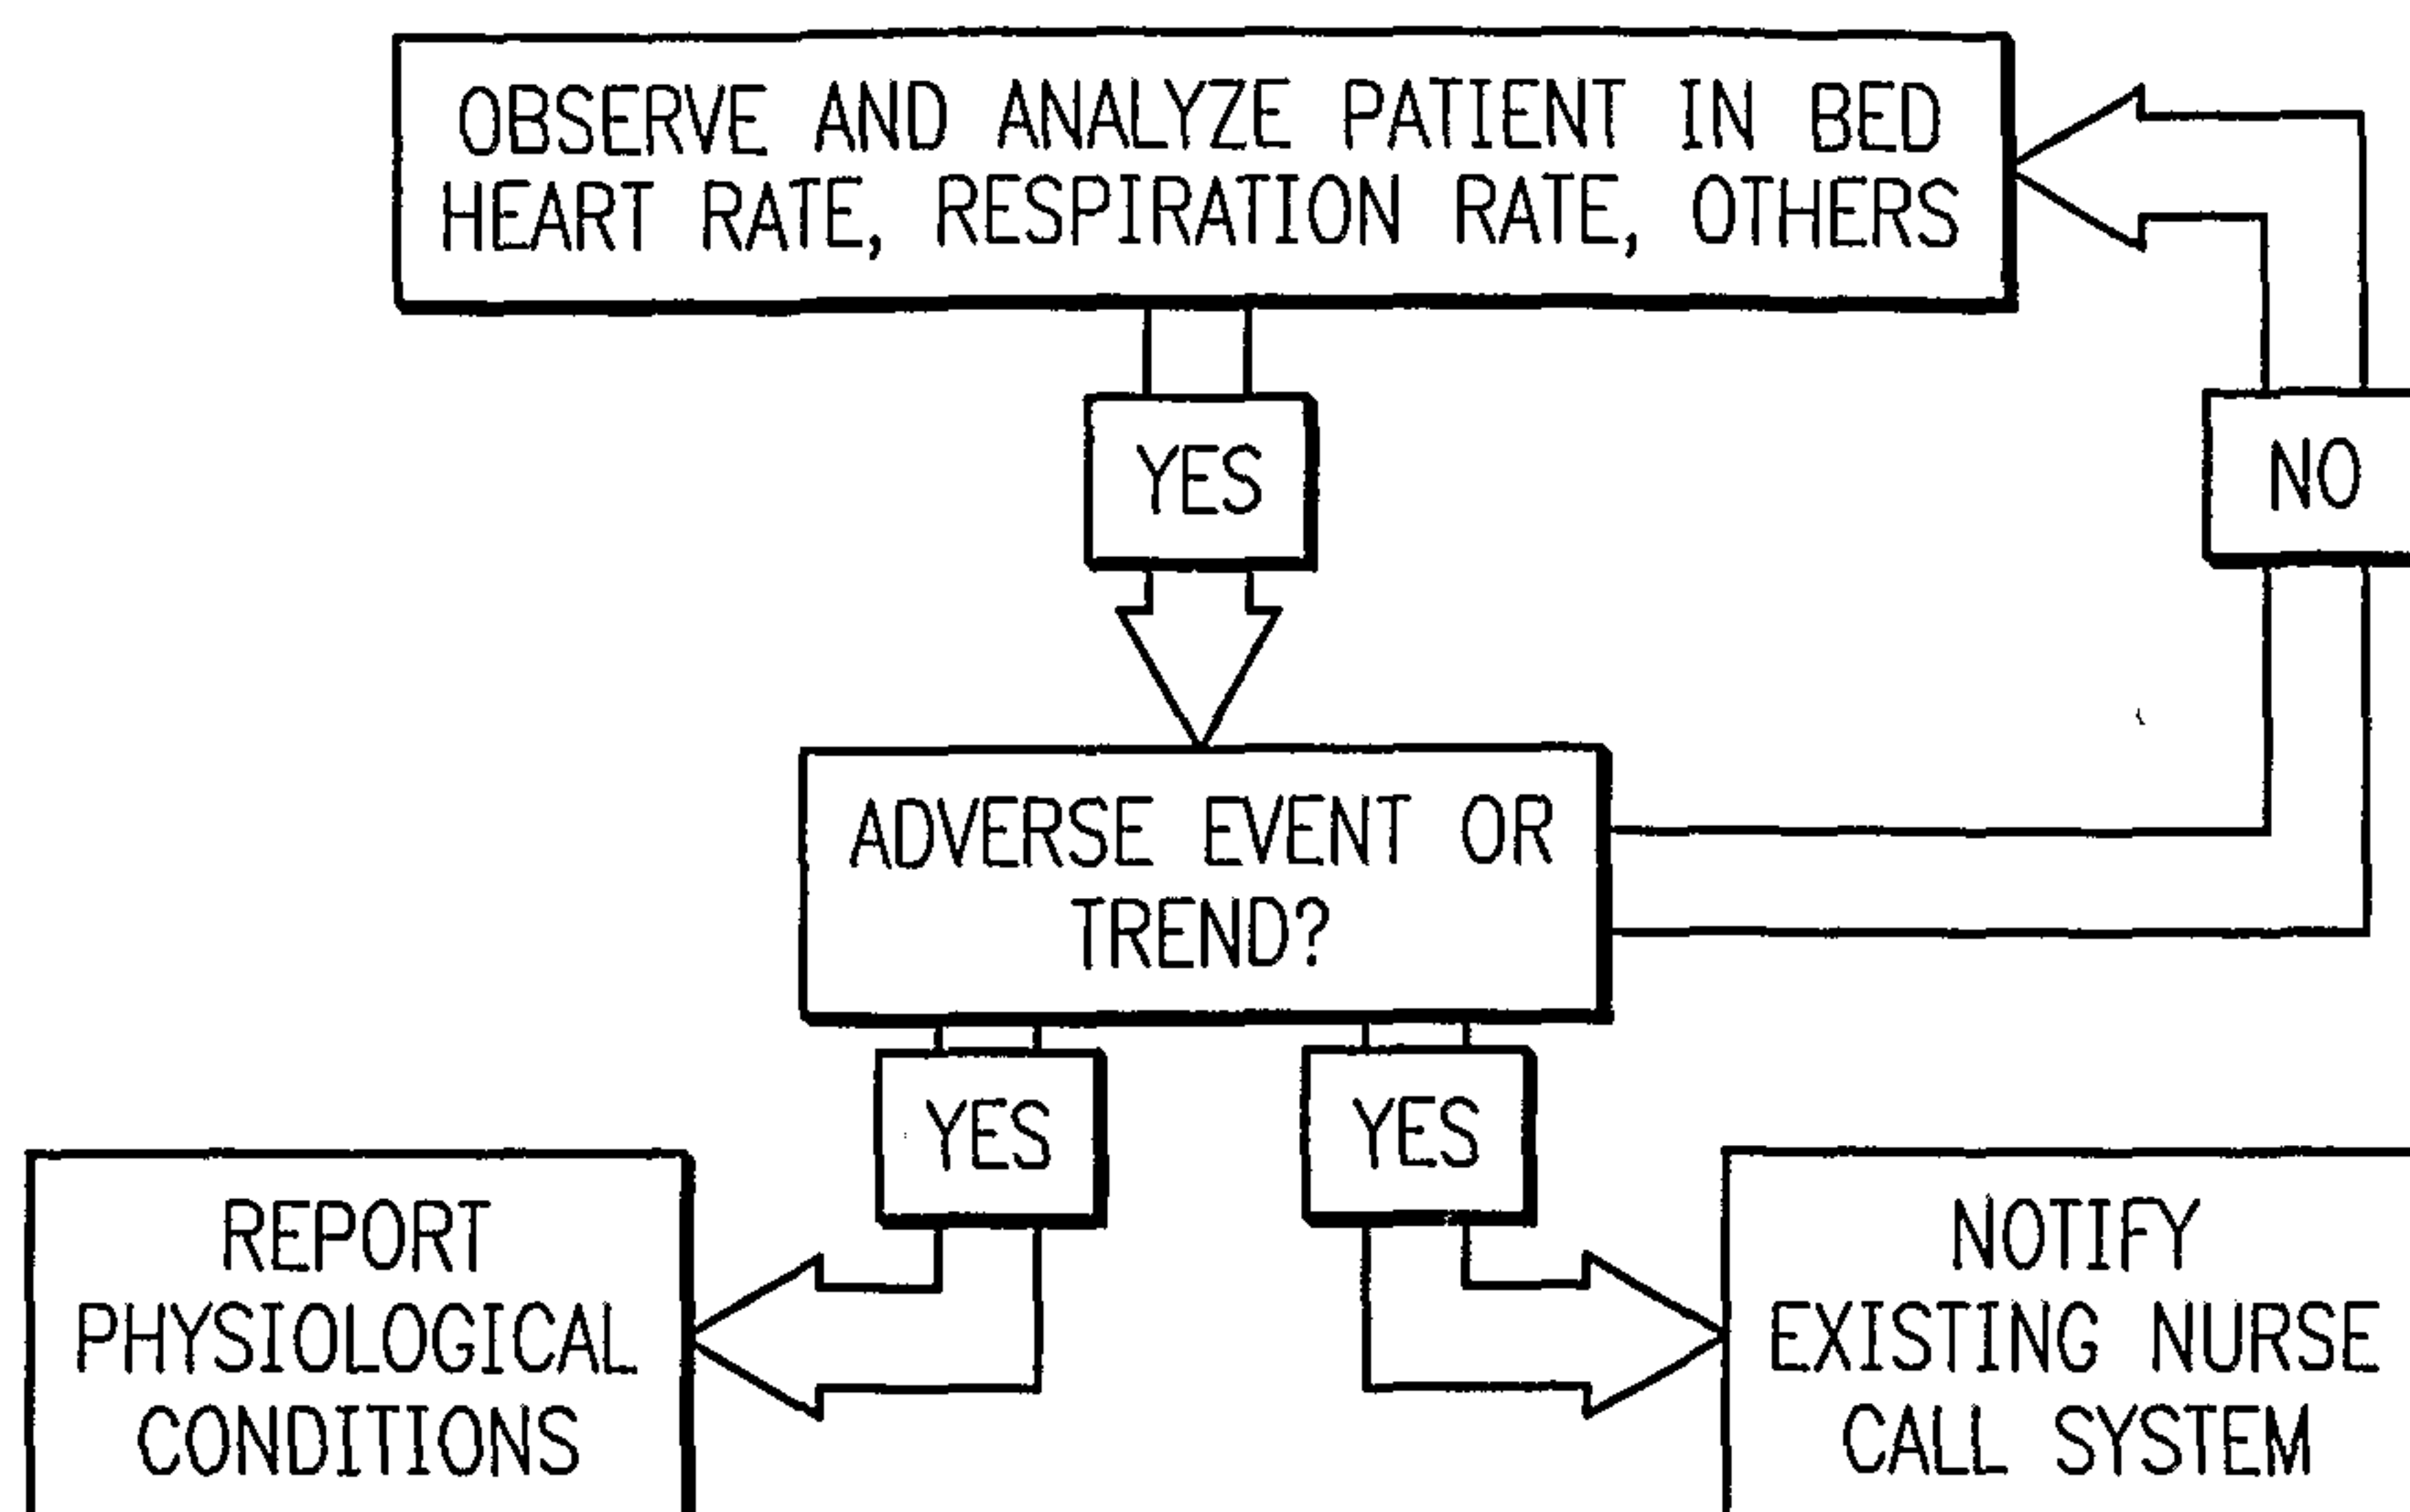 OBSERVE AND ANALYZE PATIENT IN BED
HEART RATE, RESPIRATION RATE, OTHERS
YES
NO
ADVERSE EVENT OR
TREND?
YES
YES
REPORT
PHYSIOLOGICAL
CONDITIONS
NOTIFY
EXISTING NURSE
CALL SYSTEM